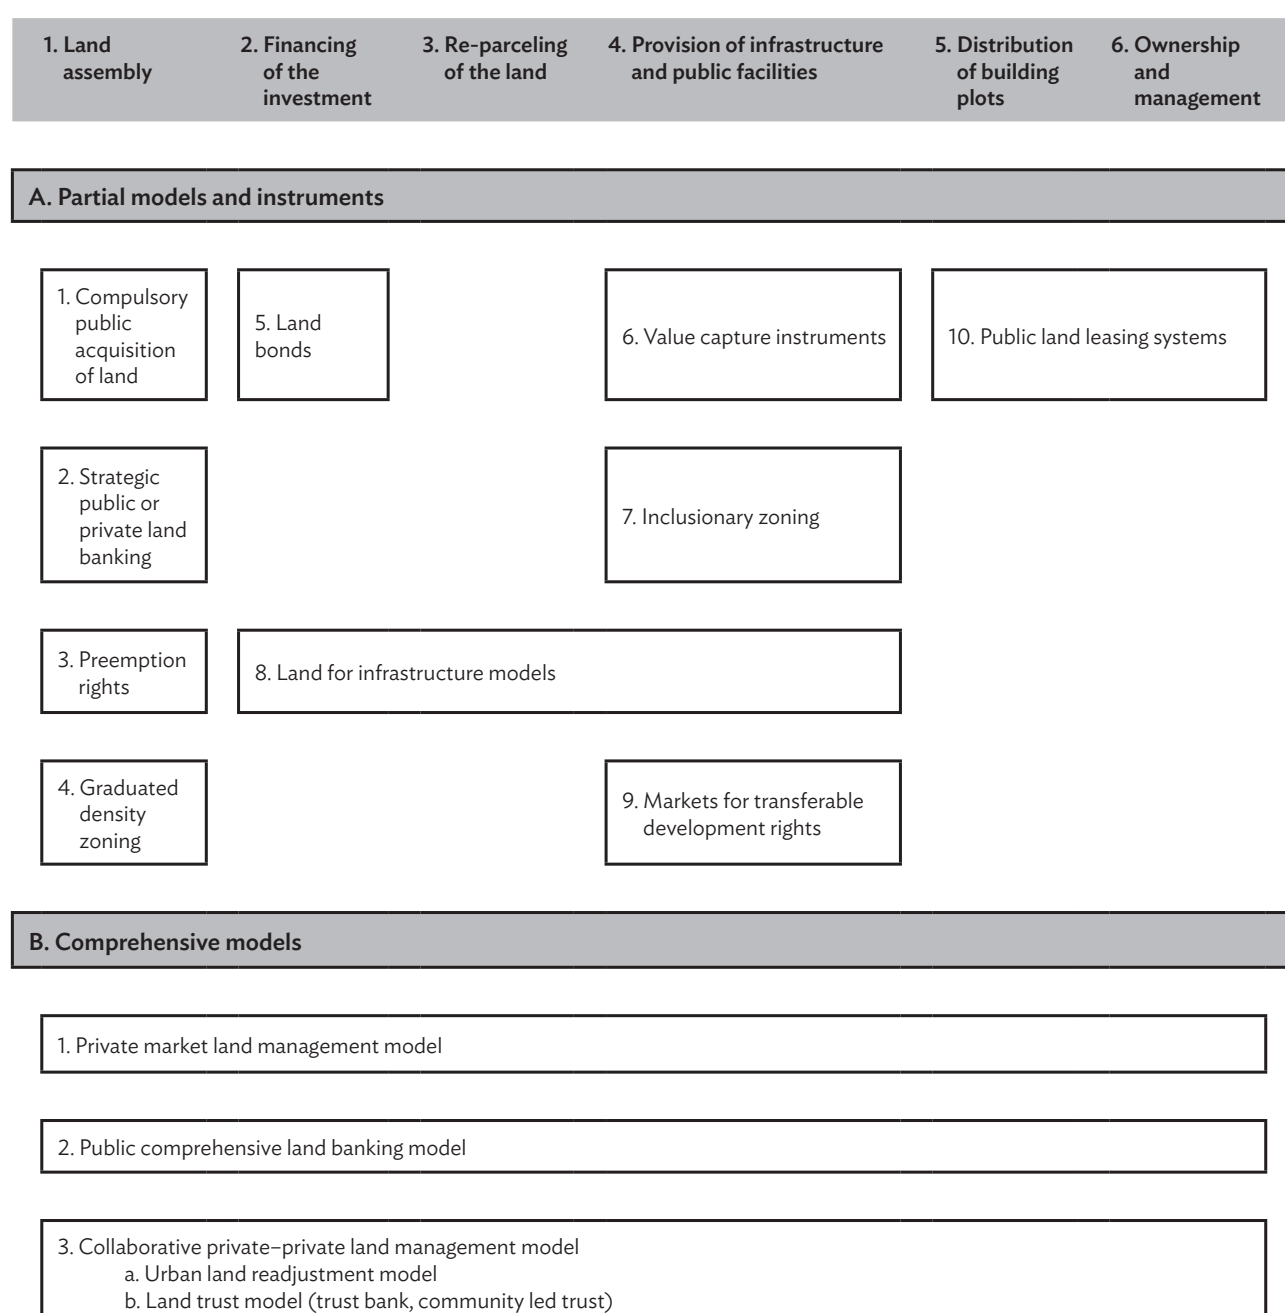 1. Land
assembly
2. Financing
of the
investment
3. Re-parceling
of the land
4. Provision of infrastructure
and public facilities
5. Distribution
of building
plots
6. Ownership
and
management
A. Partial models and instruments
1. Compulsory
public
acquisition
of land
5. Land
bonds
6. Value capture instruments
10. Public land leasing systems
2. Strategic
public or
private land
banking
7. Inclusionary zoning
3. Preemption
rights
8. Land for infrastructure models
4. Graduated
density
zoning
9. Markets for transferable
development rights
B. Comprehensive models
1. Private market land management model
2. Public comprehensive land banking model
3. Collaborative private–private land management model
a. Urban land readjustment model
b. Land trust model (trust bank, community led trust)